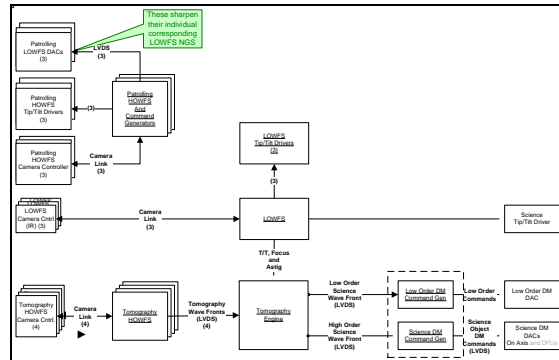 These sharpen
their individual
corresponding
LOWFS NGS
Patrolling
LOWFS DACs
(3)
LVDS
(3)
Patrolling
HOWFS
Tip/Tilt Drivers
(3)
(3)
Patrolling
HOWFS
And
Command
Generators
Patrolling
HOWFS
Camera Controller
(3)
Camera
Link
(3)
LOWFS
Tip/Tilt Drivers
(3)
(3)
LOWFS
Camera Cntrl
(IR) (3)
Camera
Link
(3)
LOWFS
Science
Tip/Tilt Driver
T/T, Focus
and
Astig
Tomography
HOWFS
Camera Cntrl.
(4)
Camera
Link
(4)
Tomography
HOWFS
Tomography
Wave Fronts
(LVDS)
(4)
Tomography
Engine
Low Order
Science
Wave Front
(LVDS)
Low Order DM
Command Gen
Low Order
Commands
Low Order DM
DAC
High Order
Science
Wave Front
(LVDS)
Science DM
Command Gen
Science
Object
DM
Commands
(LVDS)
Science DM
DACs
On Axis and DFUs